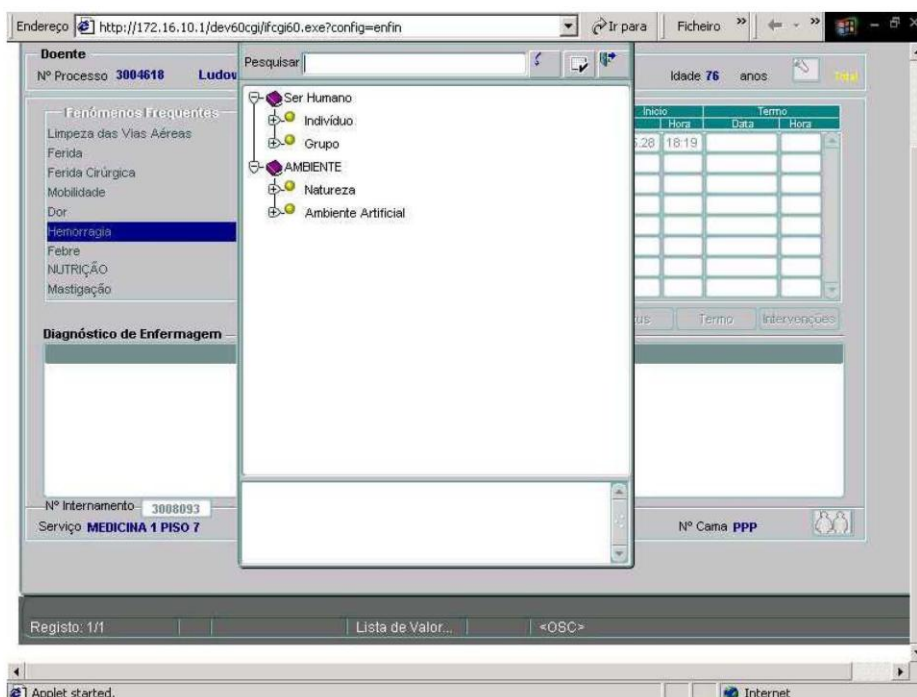 Endereço http://172.16.10.1/dev60cgi/ifcgi60.exe?config=enfin Ir para Ficheiro » »
Doente
Nº Processo 3004618 Ludov Idade 76 anos Total
Pesquisar
Fenómenos Frequentes
Limpeza das Vias Aéreas
Ferida
Ferida Cirúrgica
Mobilidade
Dor
Hemorragia
Febre
NUTRIÇÃO
Mastigação
Ser Humano
Indivíduo
Grupo
AMBIENTE
Natureza
Ambiente Artificial
Inicio Termo
Hora Data Hora
.28 18:19
us Termo Intervenções
Diagnóstico de Enfermagem
Nº Internamento 3008093
Serviço MEDICINA 1 PISO 7 Nº Cama PPP
Registo: 1/1 Lista de Valor... <OSC>
Applet started. Internet